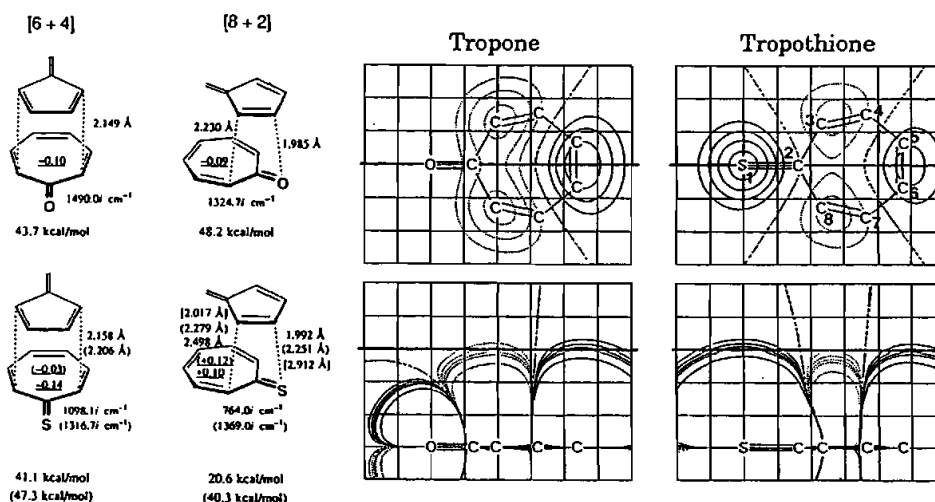 [6 + 4]
[8 + 2]
2.149 Å
−0.10
O
1490.0i cm⁻¹
43.7 kcal/mol
2.230 Å
1.985 Å
−0.09
O
1324.7i cm⁻¹
48.2 kcal/mol
2.158 Å
(2.206 Å)
(−0.03)
−0.14
S
1098.1i cm⁻¹
(1316.7i cm⁻¹)
41.1 kcal/mol
(47.3 kcal/mol)
[2.017 Å]
(2.279 Å)
2.498 Å
1.992 Å
(2.251 Å)
[2.912 Å]
(+0.12)
+0.10
S
764.0i cm⁻¹
(1369.0i cm⁻¹)
20.6 kcal/mol
(40.3 kcal/mol)
Tropone
O C C C C C C C
O C C C C
Tropothione
S 1 C 2 3 C 4 C 5 C 6 C 7 C 8
S C C C C